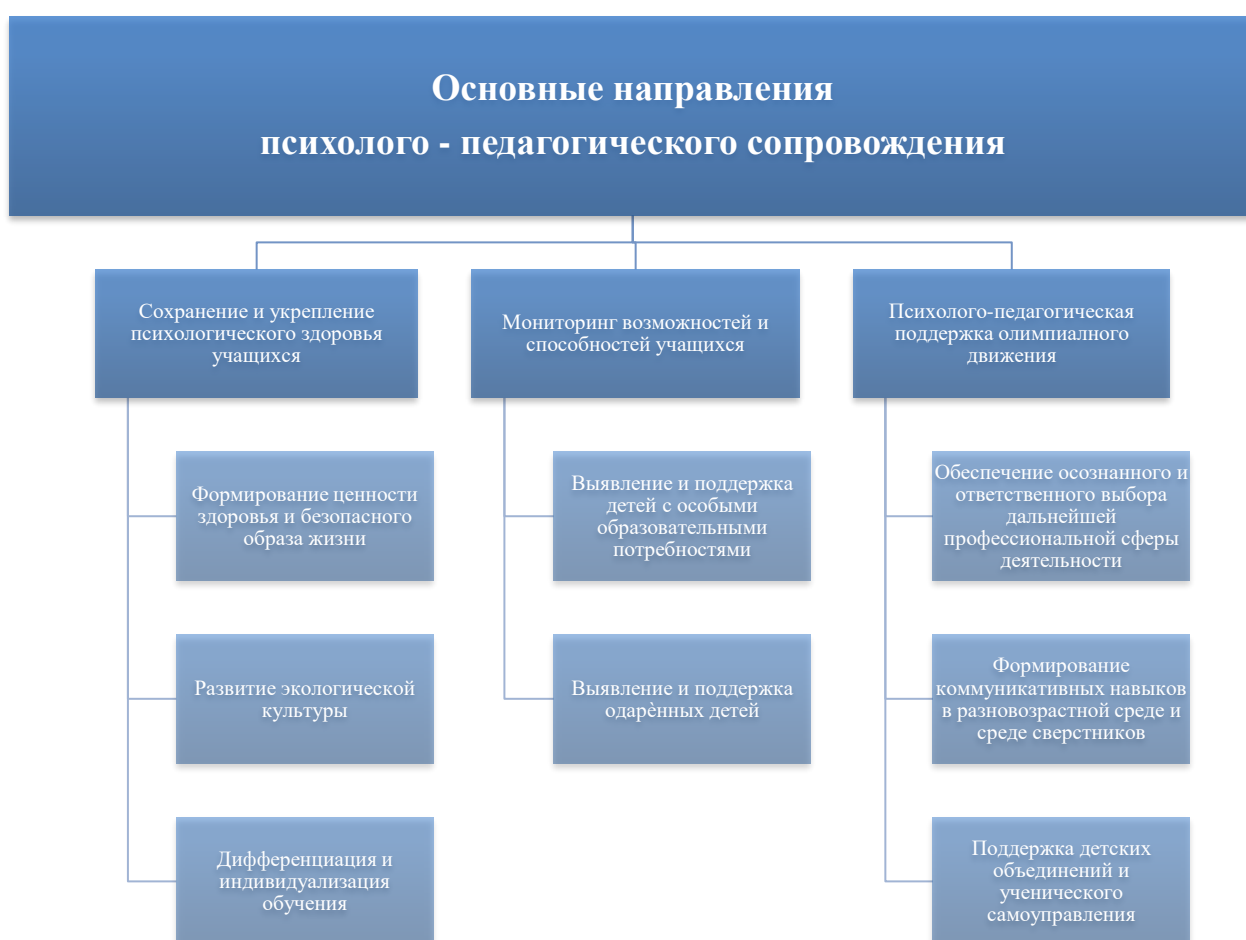 Основные направления
психолого - педагогического сопровождения
Сохранение и укрепление
психологического здоровья
учащихся
Формирование ценности
здоровья и безопасного
образа жизни
Развитие экологической
культуры
Дифференциация и
индивидуализация
обучения
Мониторинг возможностей и
способностей учащихся
Выявление и поддержка
детей с особыми
образовательными
потребностями
Выявление и поддержка
одарѐнных детей
Психолого-педагогическая
поддержка олимпиалного
движения
Обеспечение осознанного и
ответственного выбора
дальнейшей
профессиональной сферы
деятельности
Формирование
коммуникативных навыков
в разновозрастной среде и
среде сверстников
Поддержка детских
объединений и
ученического
самоуправления